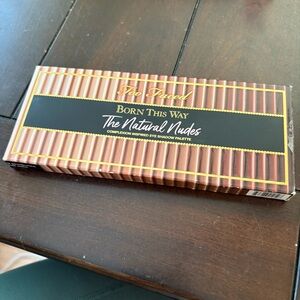 Too Faced
BORN THIS WAY
The Natural Nudes
COMPLEXION INSPIRED EYE SHADOW PALETTE